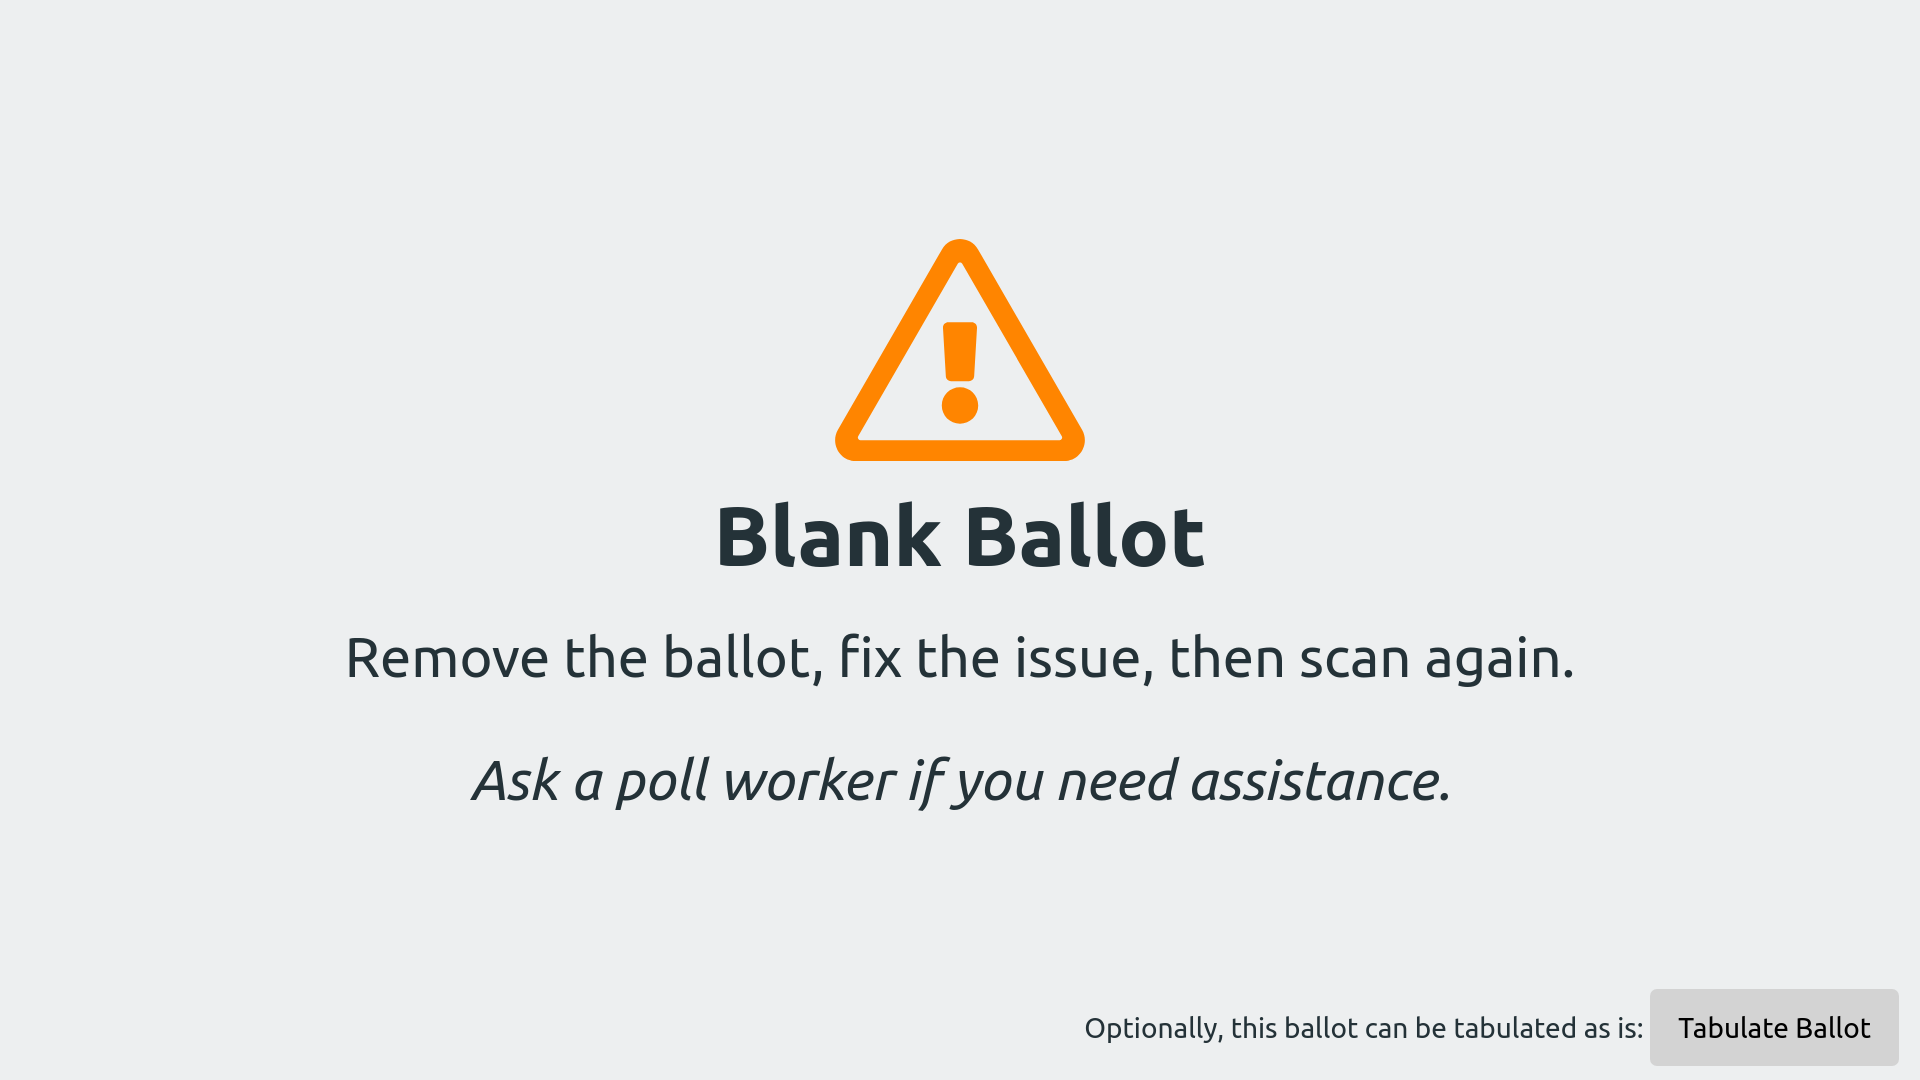 Blank Ballot
Remove the ballot, fix the issue, then scan again.
Ask a poll worker if you need assistance.
Optionally, this ballot can be tabulated as is: Tabulate Ballot